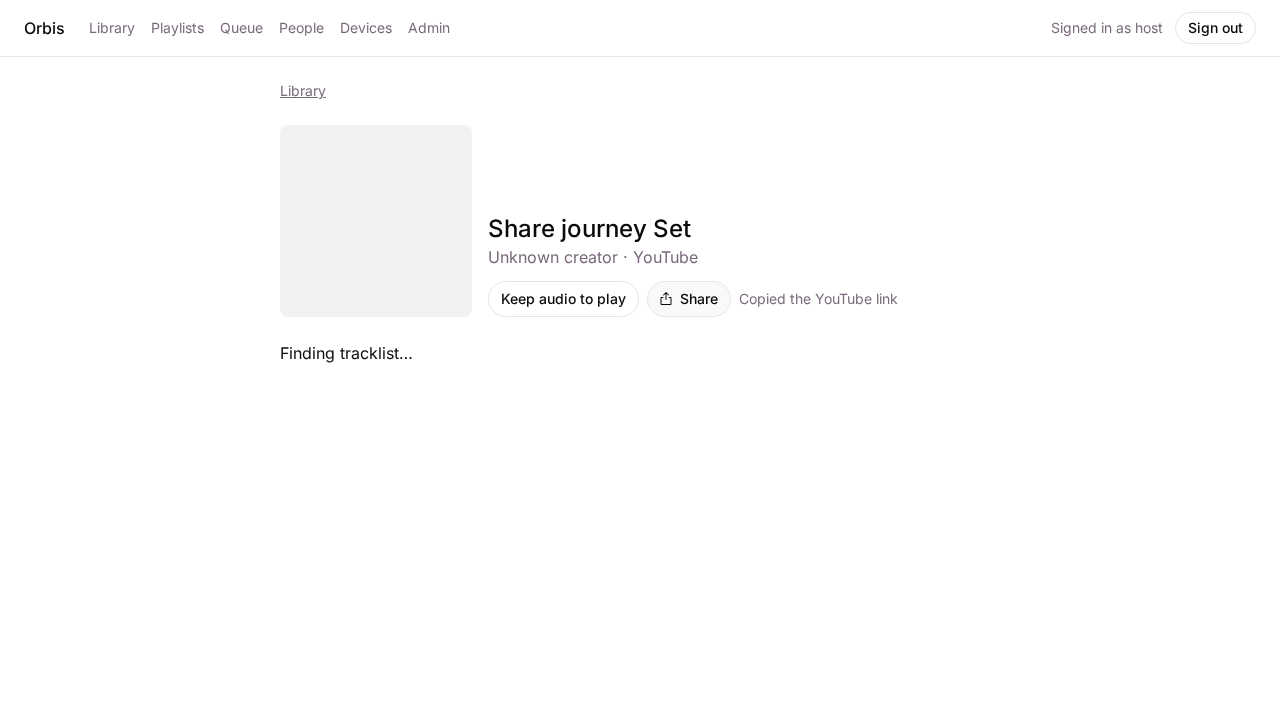 Orbis Library Playlists Queue People Devices Admin Signed in as host Sign out
Library
Share journey Set
Unknown creator · YouTube
Keep audio to play Share Copied the YouTube link
Finding tracklist…